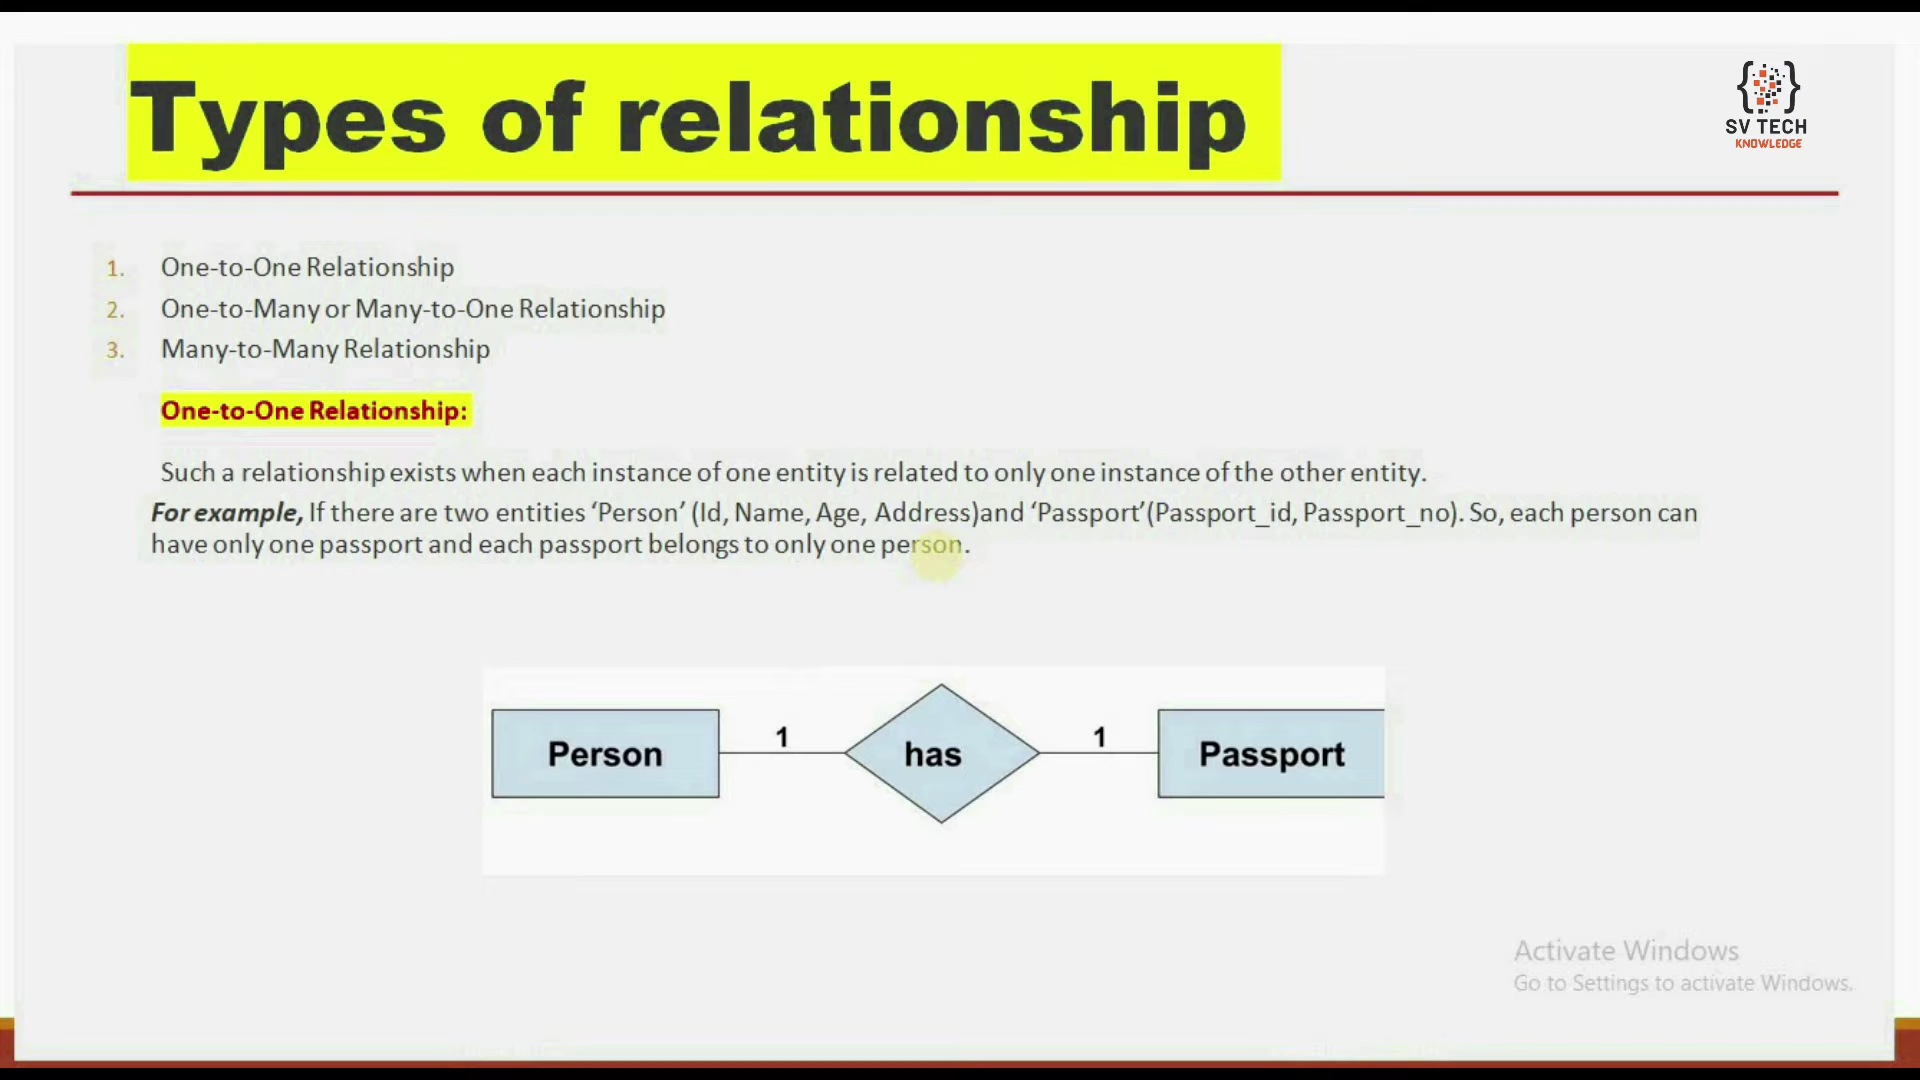 Types of relationship
SV TECH
KNOWLEDGE
1. One-to-One Relationship
2. One-to-Many or Many-to-One Relationship
3. Many-to-Many Relationship
One-to-One Relationship:
Such a relationship exists when each instance of one entity is related to only one instance of the other entity.
For example, If there are two entities ‘Person’ (Id, Name, Age, Address)and ‘Passport’(Passport_id, Passport_no). So, each person can
have only one passport and each passport belongs to only one person.
Person 1 has 1 Passport
Activate Windows
Go to Settings to activate Windows.